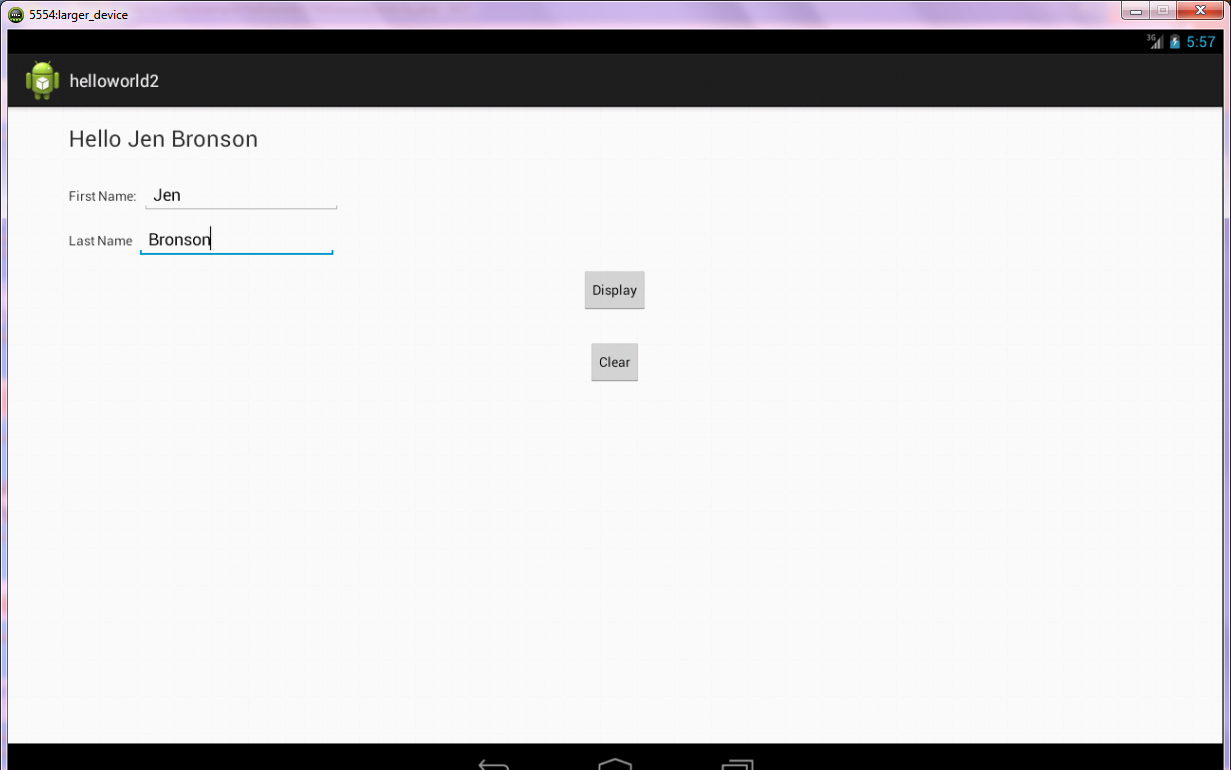 5554:larger_device
3G 5:57
helloworld2
Hello Jen Bronson
First Name: Jen
Last Name Bronson
Display
Clear